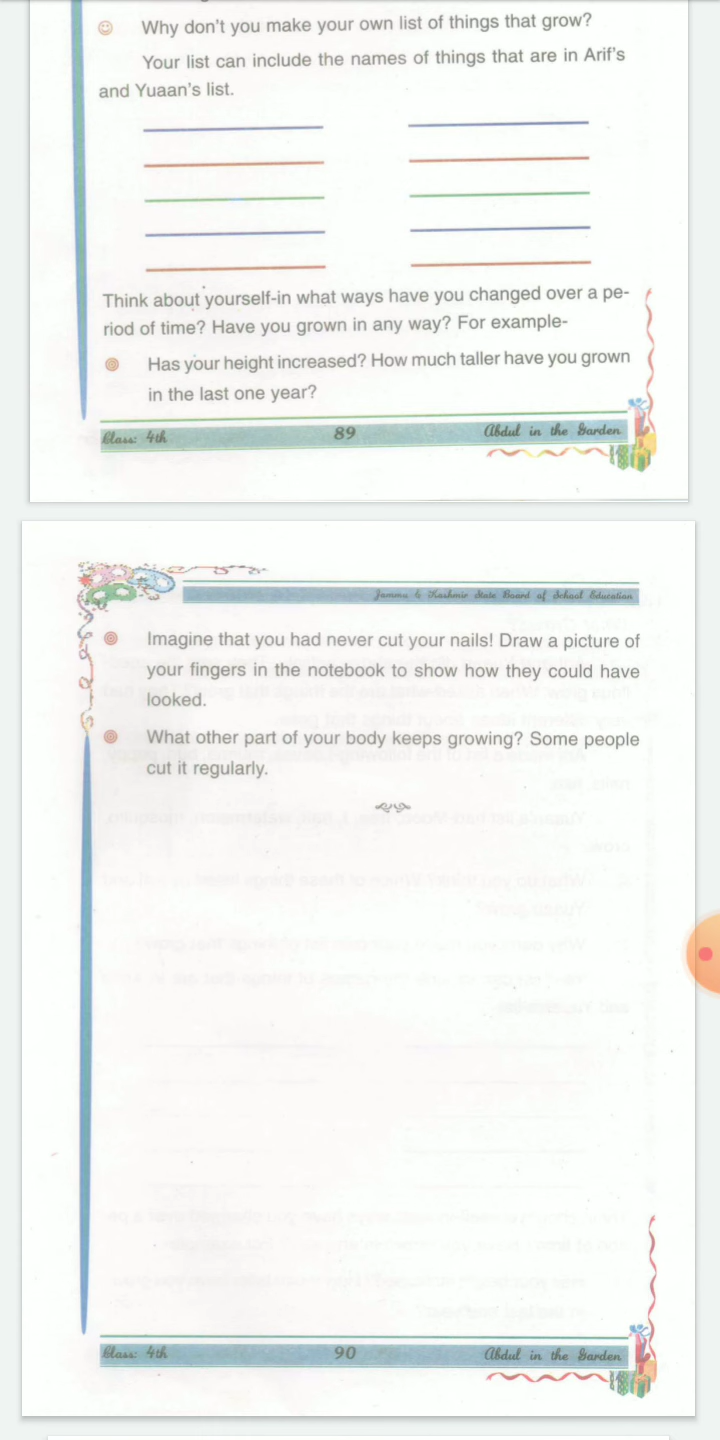 Why don't you make your own list of things that grow?
Your list can include the names of things that are in Arif's
and Yuaan's list.
Think about yourself-in what ways have you changed over a pe-
riod of time? Have you grown in any way? For example-
Has your height increased? How much taller have you grown
in the last one year?
Class: 4th 89 Abdul in the Garden
Jammu & Kashmir State Board of School Education
Imagine that you had never cut your nails! Draw a picture of
your fingers in the notebook to show how they could have
looked.
What other part of your body keeps growing? Some people
cut it regularly.
Class: 4th 90 Abdul in the Garden